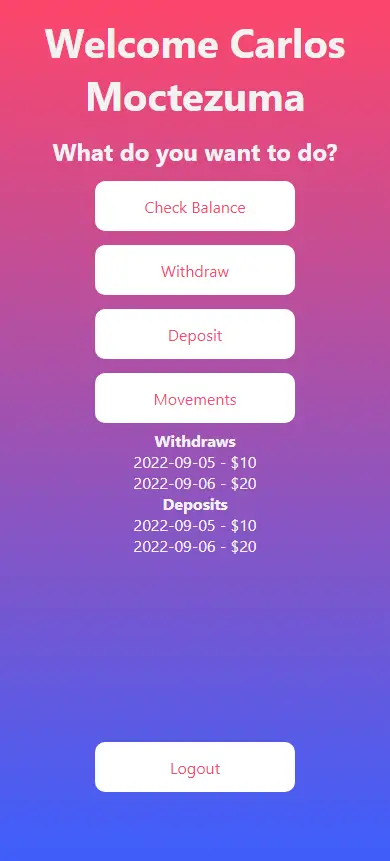 Welcome Carlos
Moctezuma
What do you want to do?
Check Balance
Withdraw
Deposit
Movements
Withdraws
2022-09-05 - $10
2022-09-06 - $20
Deposits
2022-09-05 - $10
2022-09-06 - $20
Logout